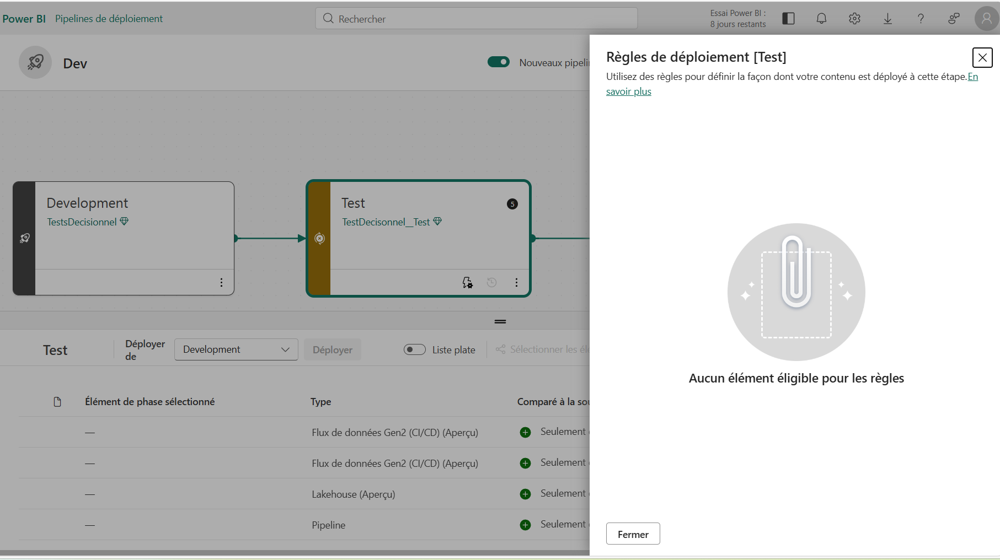 Power BI Pipelines de déploiement
Rechercher
Essai Power BI :
8 jours restants
Dev
Nouveaux
Règles de déploiement [Test]
Utilisez des règles pour définir la façon dont votre contenu est déployé à cette étape.En
savoir plus
Development
TestsDecisionnel
Test
5
TestDecisonnel__Test
Test
Déployer
de
Development
Déployer
Liste plate
Sélectionner les
Aucun élément éligible pour les règles
Élément de phase sélectionné
Type
Comparé à la
—
Flux de données Gen2 (CI/CD) (Aperçu)
Seulement
—
Flux de données Gen2 (CI/CD) (Aperçu)
Seulement
—
Lakehouse (Aperçu)
Seulement
—
Pipeline
Seulement
Fermer